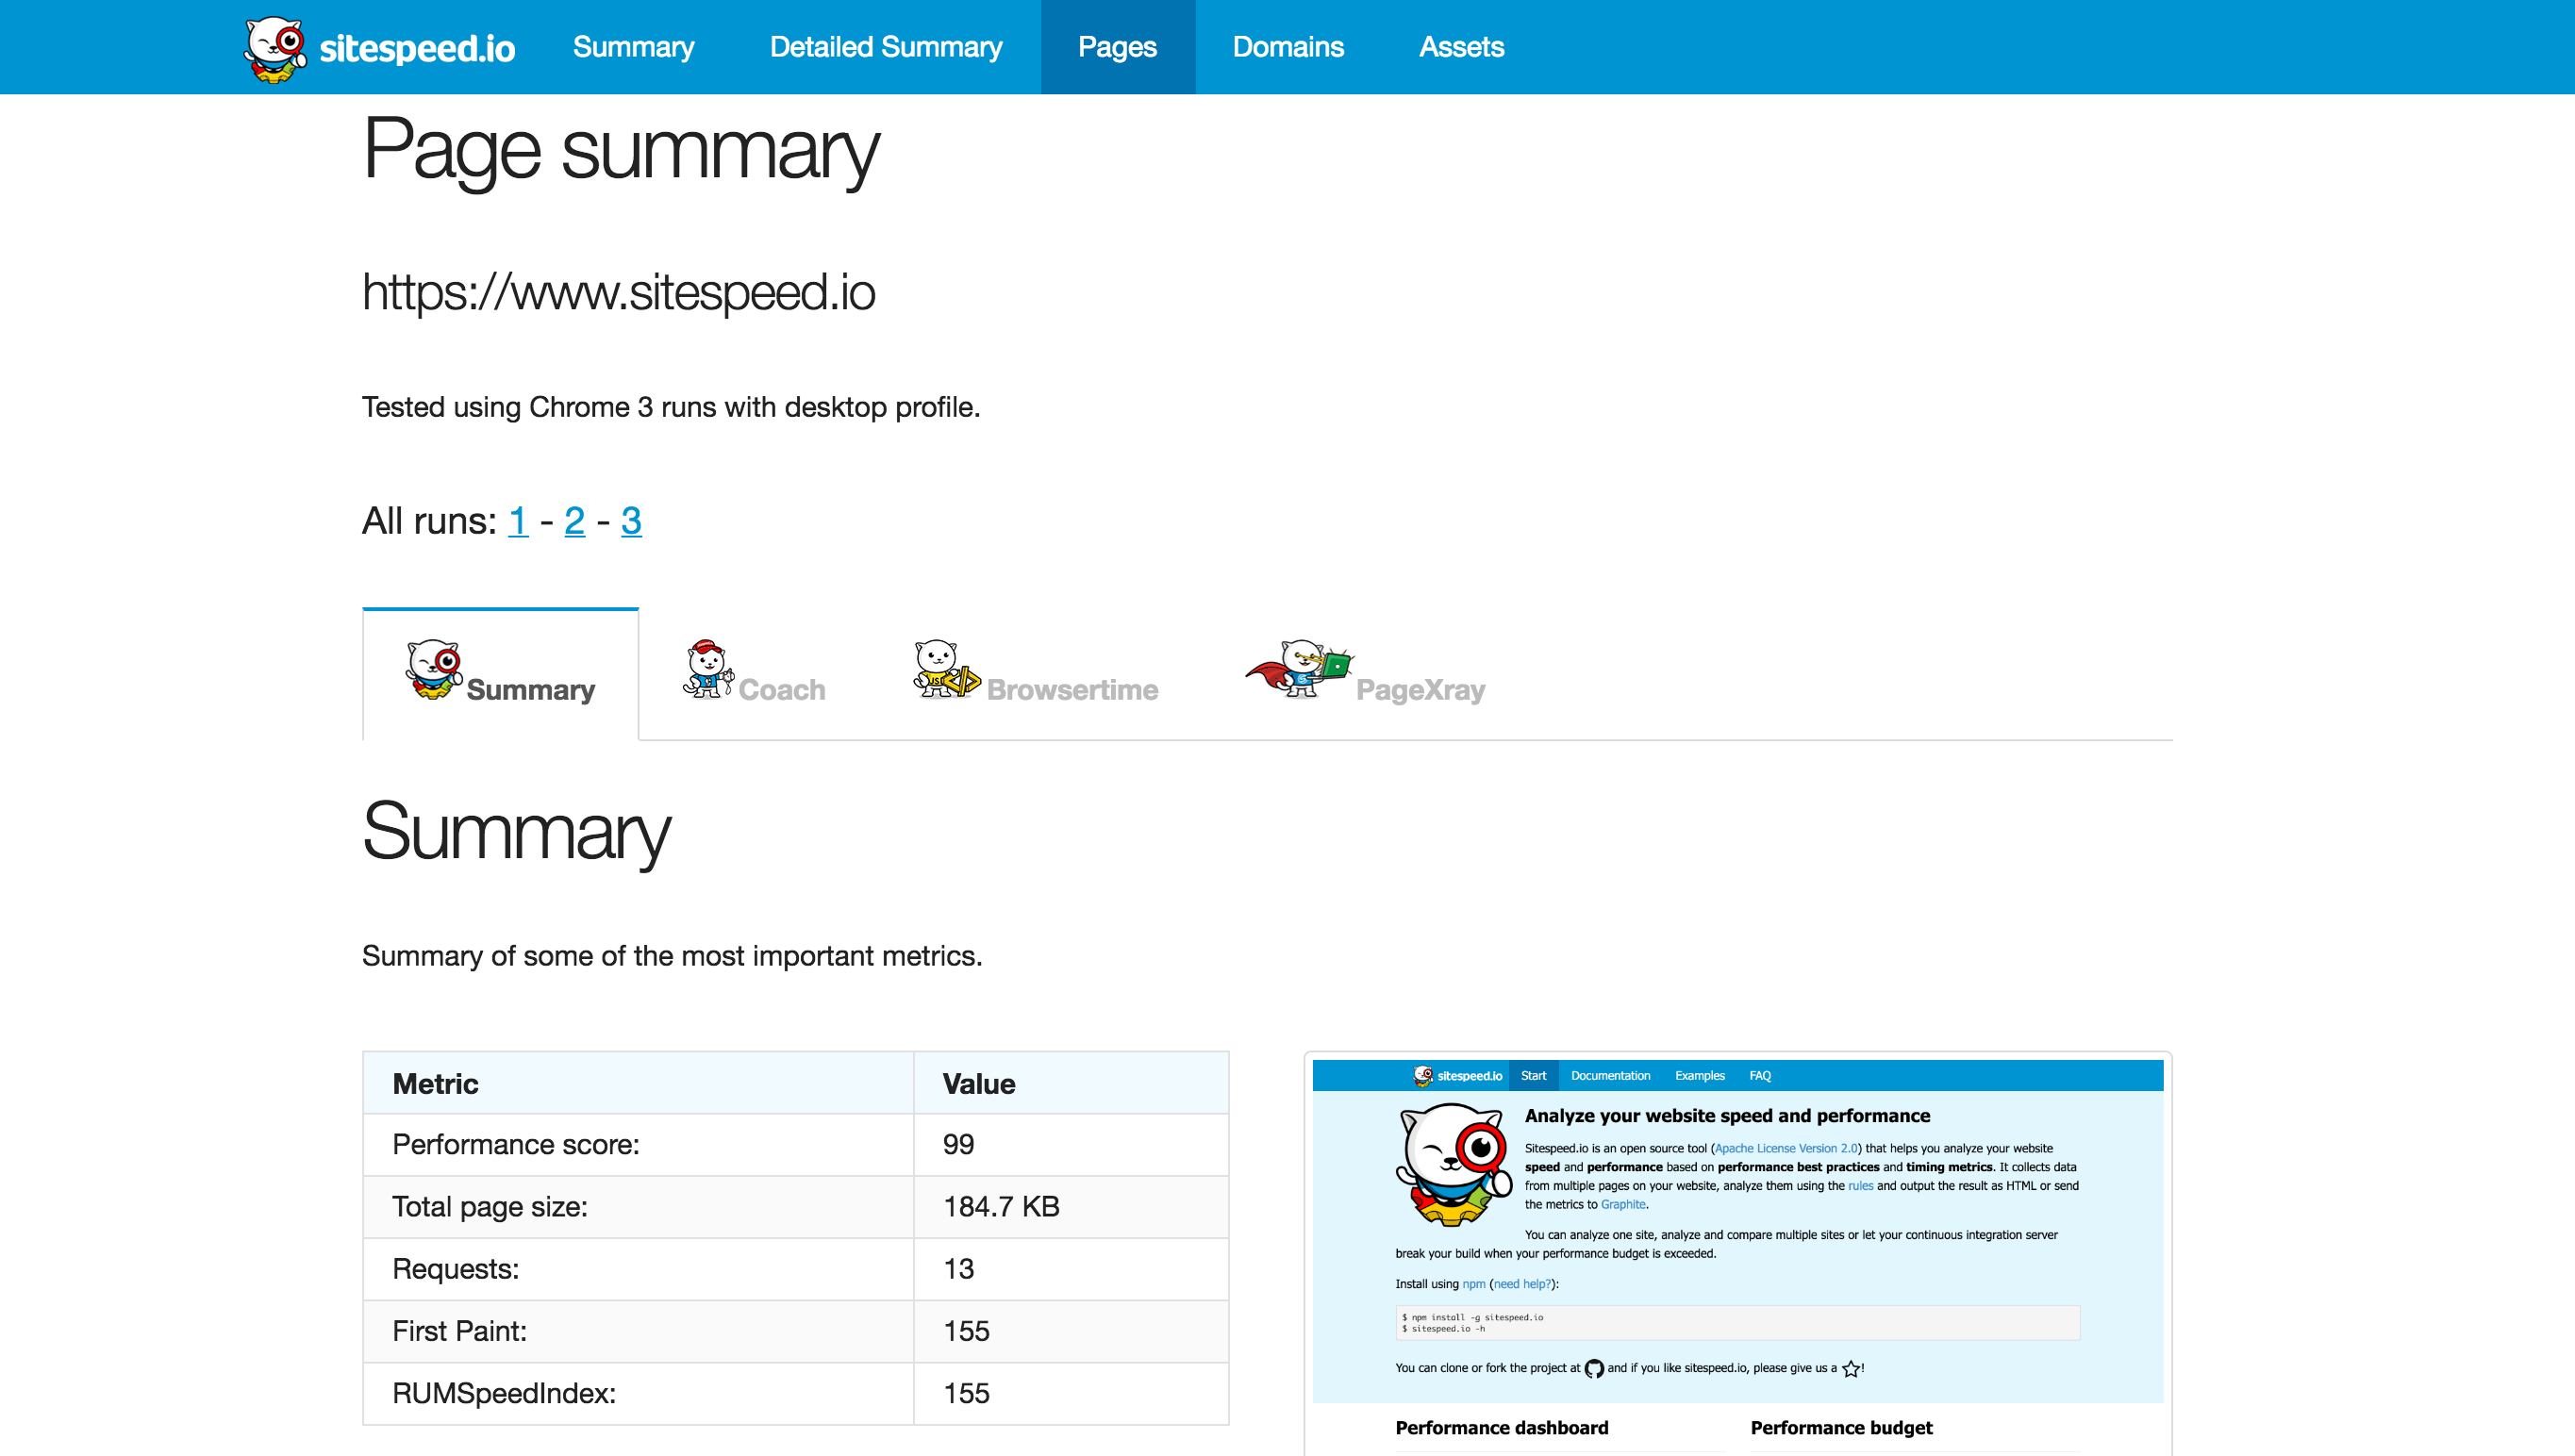 sitespeed.io Summary Detailed Summary Pages Domains Assets
Page summary
https://www.sitespeed.io
Tested using Chrome 3 runs with desktop profile.
All runs: 1 - 2 - 3
Summary Coach Browsertime PageXray
Summary
Summary of some of the most important metrics.
Metric Value
Performance score: 99
Total page size: 184.7 KB
Requests: 13
First Paint: 155
RUMSpeedIndex: 155
sitespeed.io Start Documentation Examples FAQ
Analyze your website speed and performance
Sitespeed.io is an open source tool (Apache License Version 2.0) that helps you analyze your website
speed and performance based on performance best practices and timing metrics. It collects data
from multiple pages on your website, analyze them using the rules and output the result as HTML or send
the metrics to Graphite.
You can analyze one site, analyze and compare multiple sites or let your continuous integration server
break your build when your performance budget is exceeded.
Install using npm (need help?):
$ npm install -g sitespeed.io
$ sitespeed.io -h
You can clone or fork the project at and if you like sitespeed.io, please give us a !
Performance dashboard Performance budget